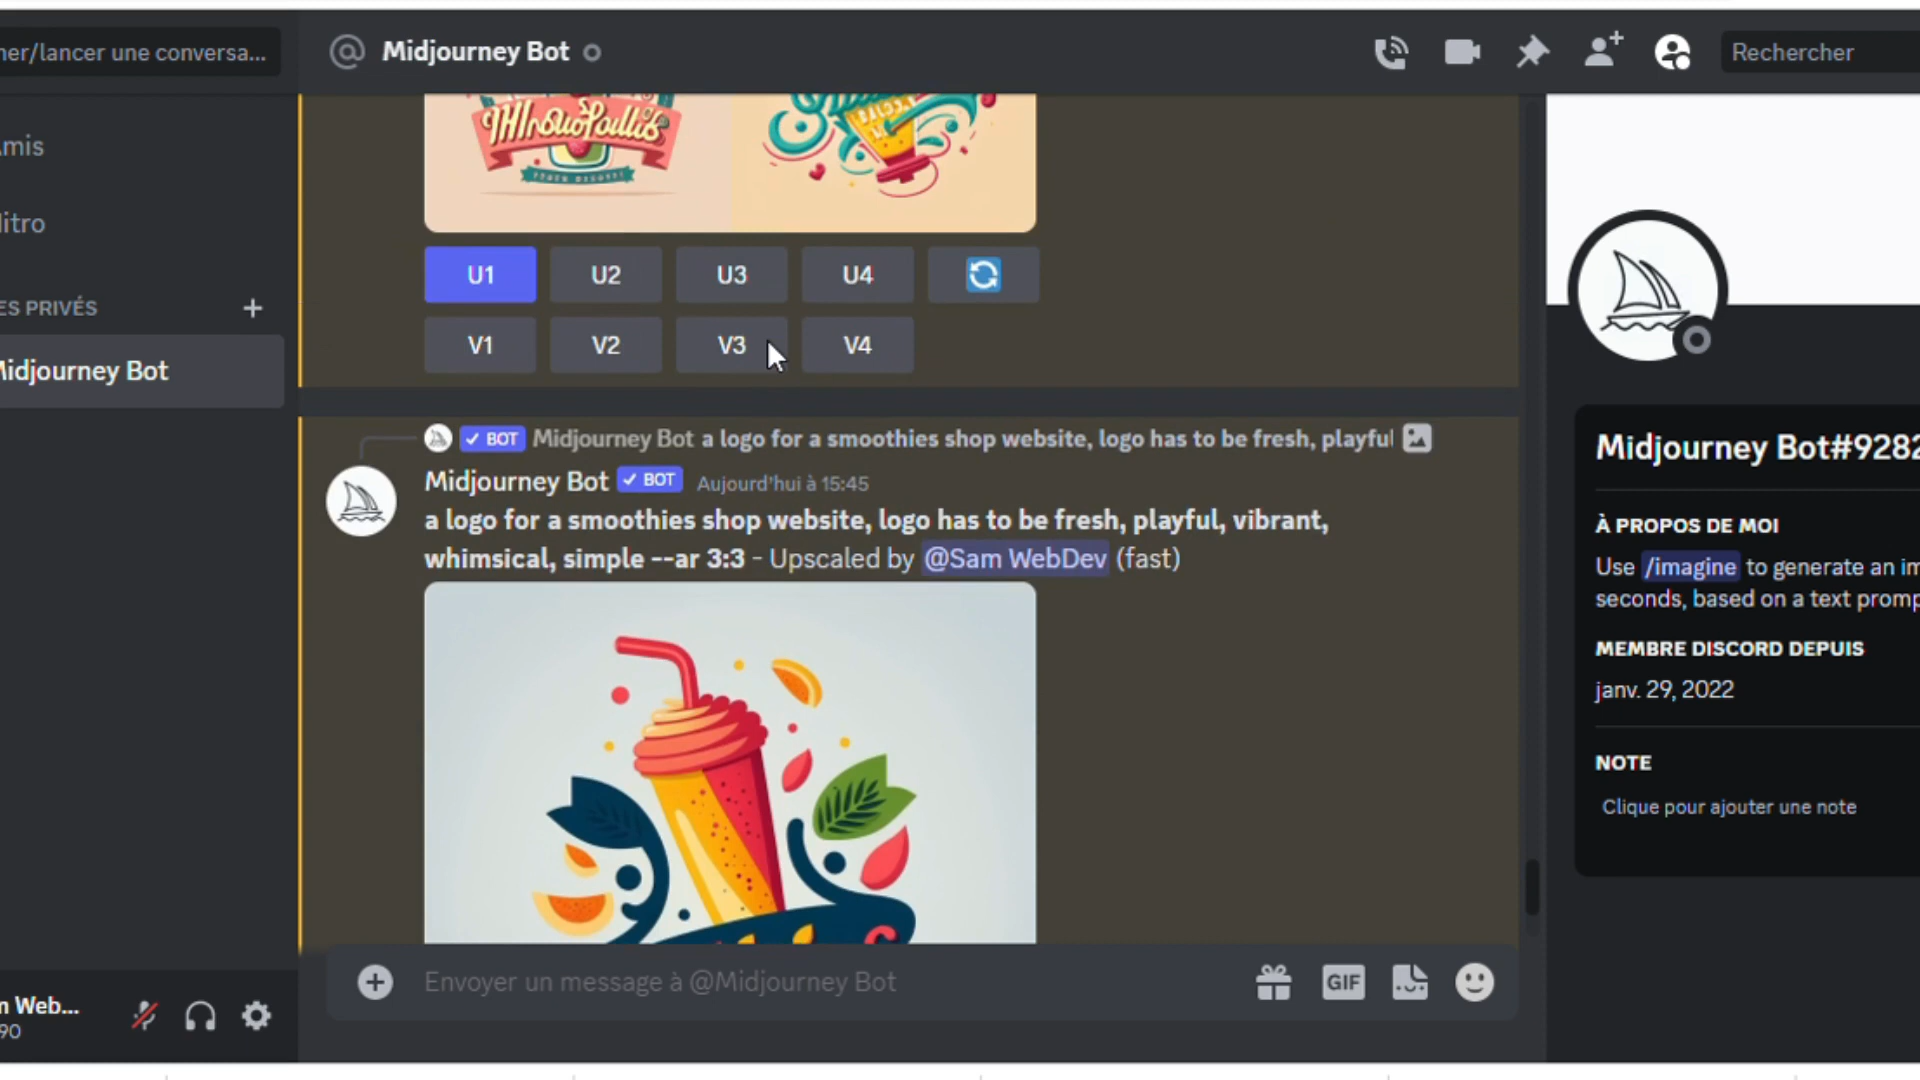 her/lancer une conversa...
Midjourney Bot
Rechercher
mis
itro
ES PRIVÉS
Midjourney Bot
U1 U2 U3 U4
V1 V2 V3 V4
BOT Midjourney Bot a logo for a smoothies shop website, logo has to be fresh, playful
Midjourney Bot BOT Aujourd'hui à 15:45
a logo for a smoothies shop website, logo has to be fresh, playful, vibrant,
whimsical, simple --ar 3:3 - Upscaled by @Sam WebDev (fast)
Envoyer un message à @Midjourney Bot
GIF
n Web...
90
Midjourney Bot#9282
À PROPOS DE MOI
Use /imagine to generate an im
seconds, based on a text promp
MEMBRE DISCORD DEPUIS
janv. 29, 2022
NOTE
Clique pour ajouter une note